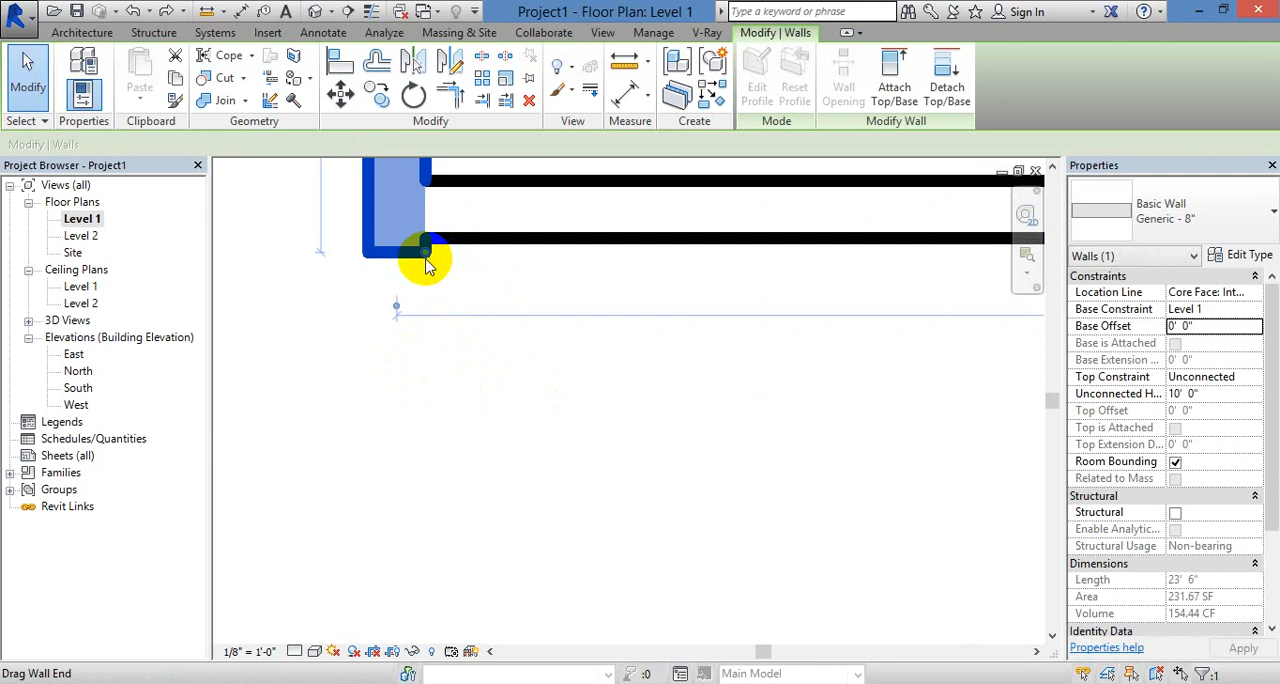 Project1 - Floor Plan: Level 1
Type a keyword or phrase
Sign In
Architecture Structure Systems Insert Annotate Analyze Massing & Site Collaborate View Manage V-Ray Modify | Walls
Modify
Paste
Cope
Cut
Join
Edit Profile
Reset Profile
Wall Opening
Attach Top/Base
Detach Top/Base
Select Properties Clipboard Geometry Modify View Measure Create Mode Modify Wall
Modify | Walls
Project Browser - Project1
Views (all)
Floor Plans
Level 1
Level 2
Site
Ceiling Plans
Level 1
Level 2
3D Views
Elevations (Building Elevation)
East
North
South
West
Legends
Schedules/Quantities
Sheets (all)
Families
Groups
Revit Links
2D
Properties
Basic Wall
Generic - 8"
Walls (1) Edit Type
Constraints
Location Line Core Face: Int...
Base Constraint Level 1
Base Offset 0' 0"
Base is Attached
Base Extension ... 0' 0"
Top Constraint Unconnected
Unconnected H... 10' 0"
Top Offset 0' 0"
Top is Attached
Top Extension D... 0' 0"
Room Bounding
Related to Mass
Structural
Structural
Enable Analytic...
Structural Usage Non-bearing
Dimensions
Length 23' 6"
Area 231.67 SF
Volume 154.44 CF
Identity Data
Properties help Apply
1/8" = 1'-0"
Drag Wall End
:0
Main Model
:1